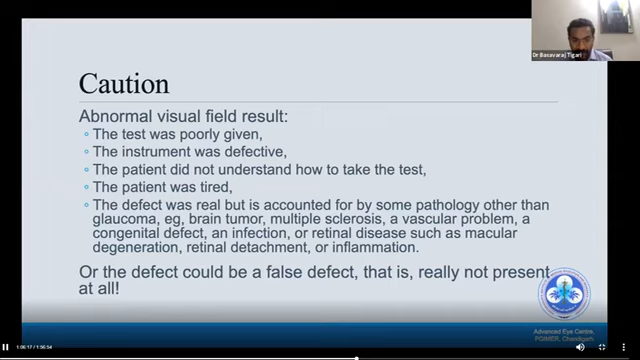 Dr Basavaraj Tigari
Caution
Abnormal visual field result:
The test was poorly given,
The instrument was defective,
The patient did not understand how to take the test,
The patient was tired,
The defect was real but is accounted for by some pathology other than
glaucoma, eg, brain tumor, multiple sclerosis, a vascular problem, a
congenital defect, an infection, or retinal disease such as macular
degeneration, retinal detachment, or inflammation.
Or the defect could be a false defect, that is, really not present
at all!
Advanced Eye Centre,
PGIMER, Chandigarh
1:06:17 / 1:56:54